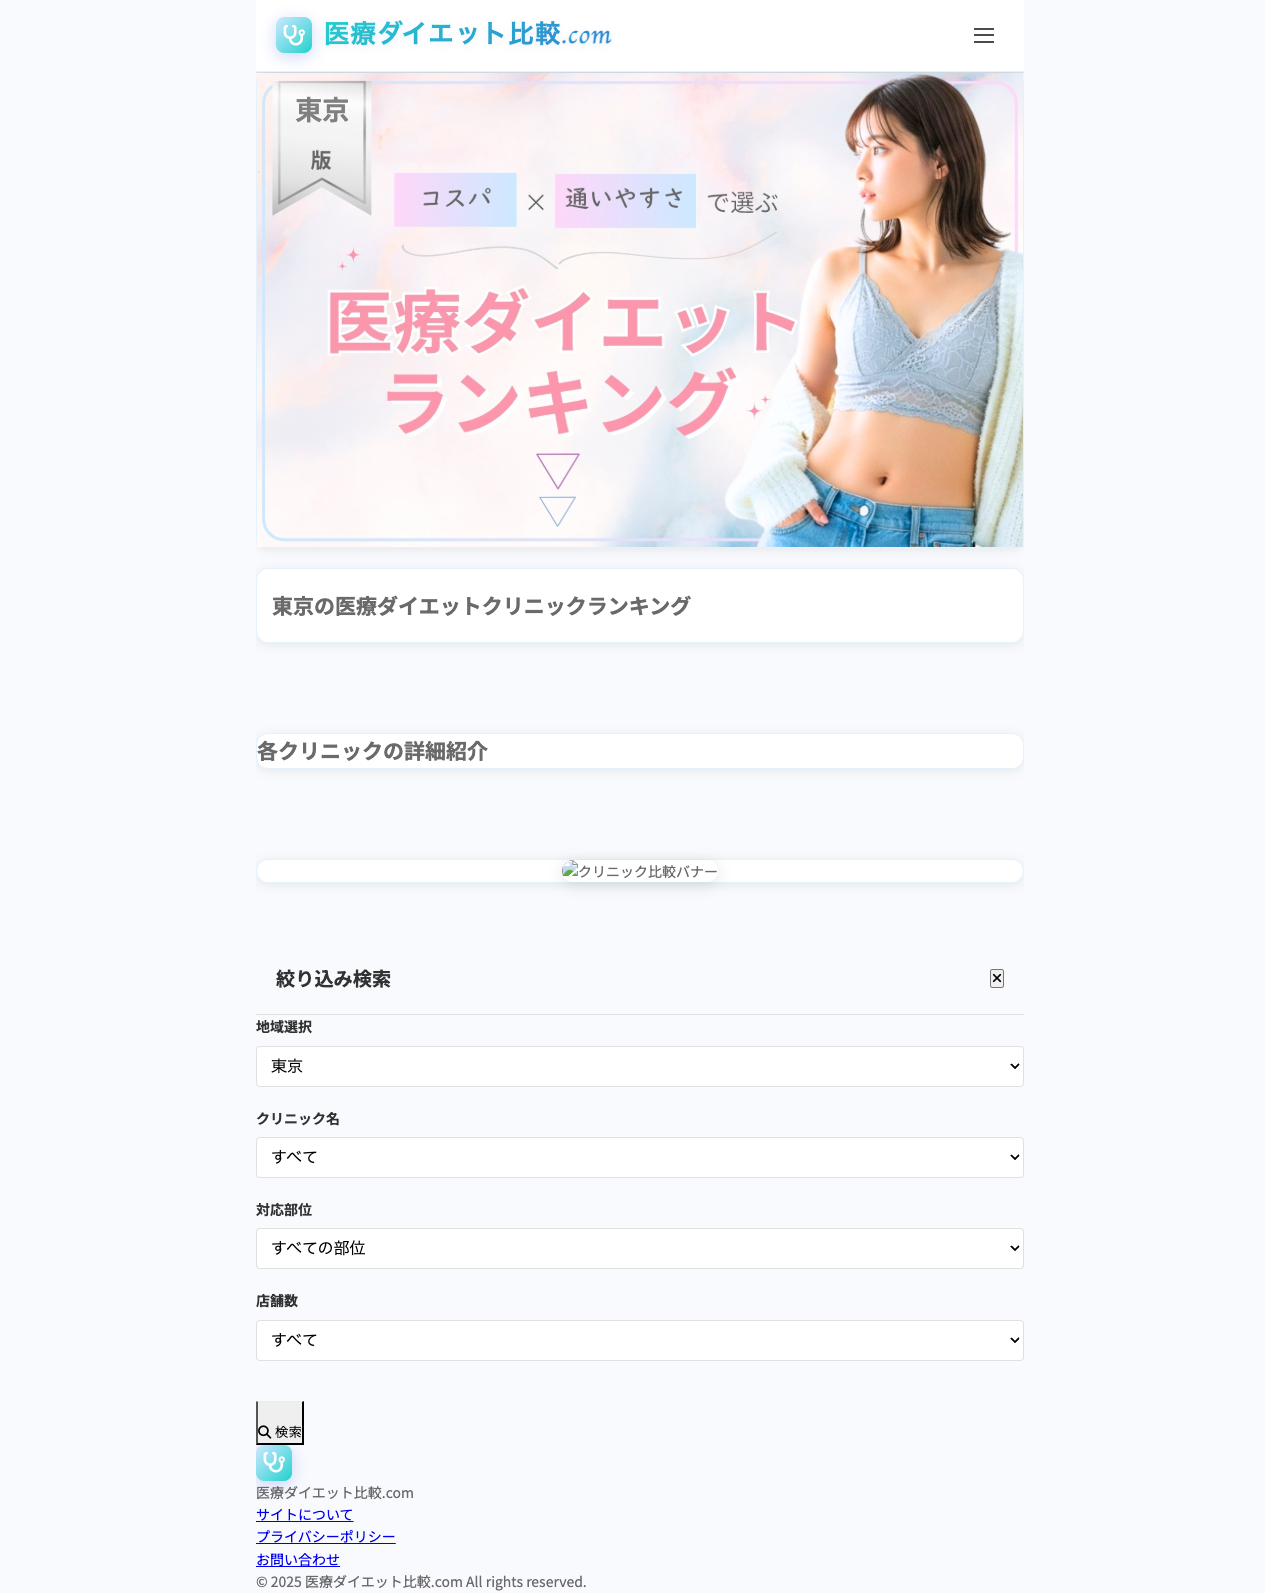 医療ダイエット比較.com
東京
版
コスパ × 通いやすさ で選ぶ
医療ダイエット
ランキング
東京の医療ダイエットクリニックランキング
各クリニックの詳細紹介
クリニック比較バナー
絞り込み検索
地域選択
東京
クリニック名
すべて
対応部位
すべての部位
店舗数
すべて
検索
医療ダイエット比較.com
サイトについて
プライバシーポリシー
お問い合わせ
© 2025 医療ダイエット比較.com All rights reserved.